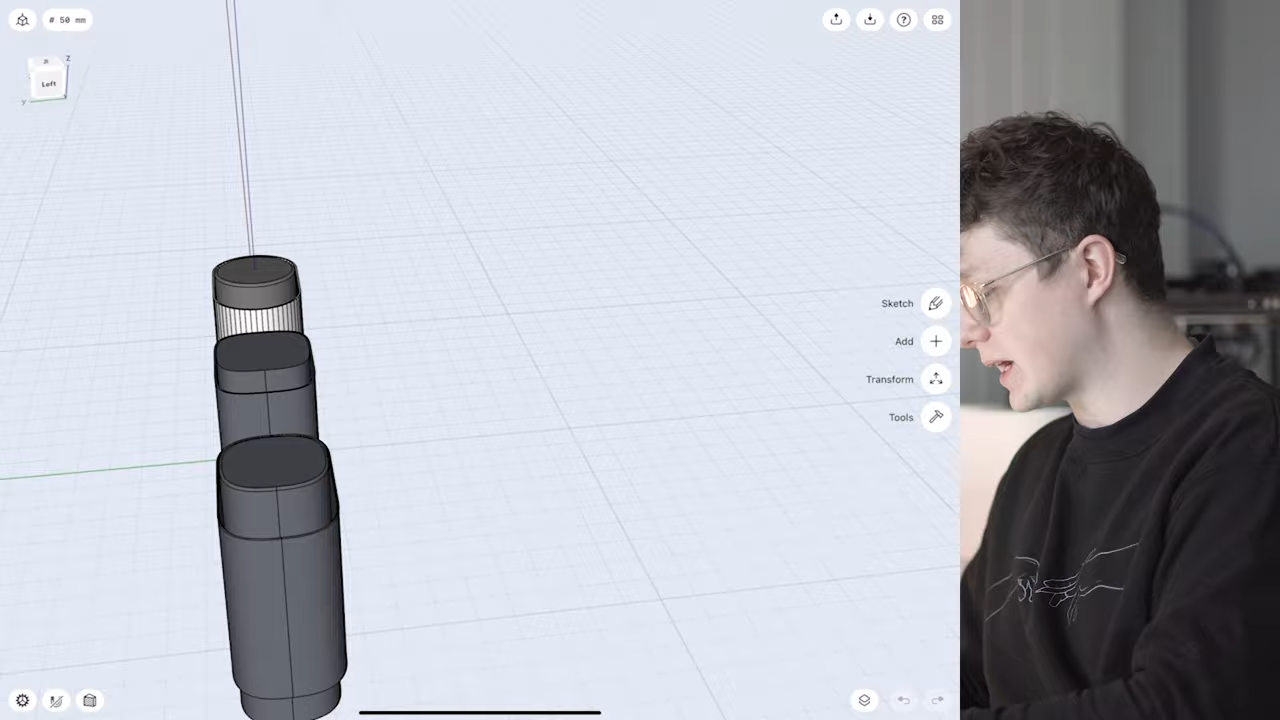 # 50 mm
Z
Left
y
Sketch
Add
Transform
Tools